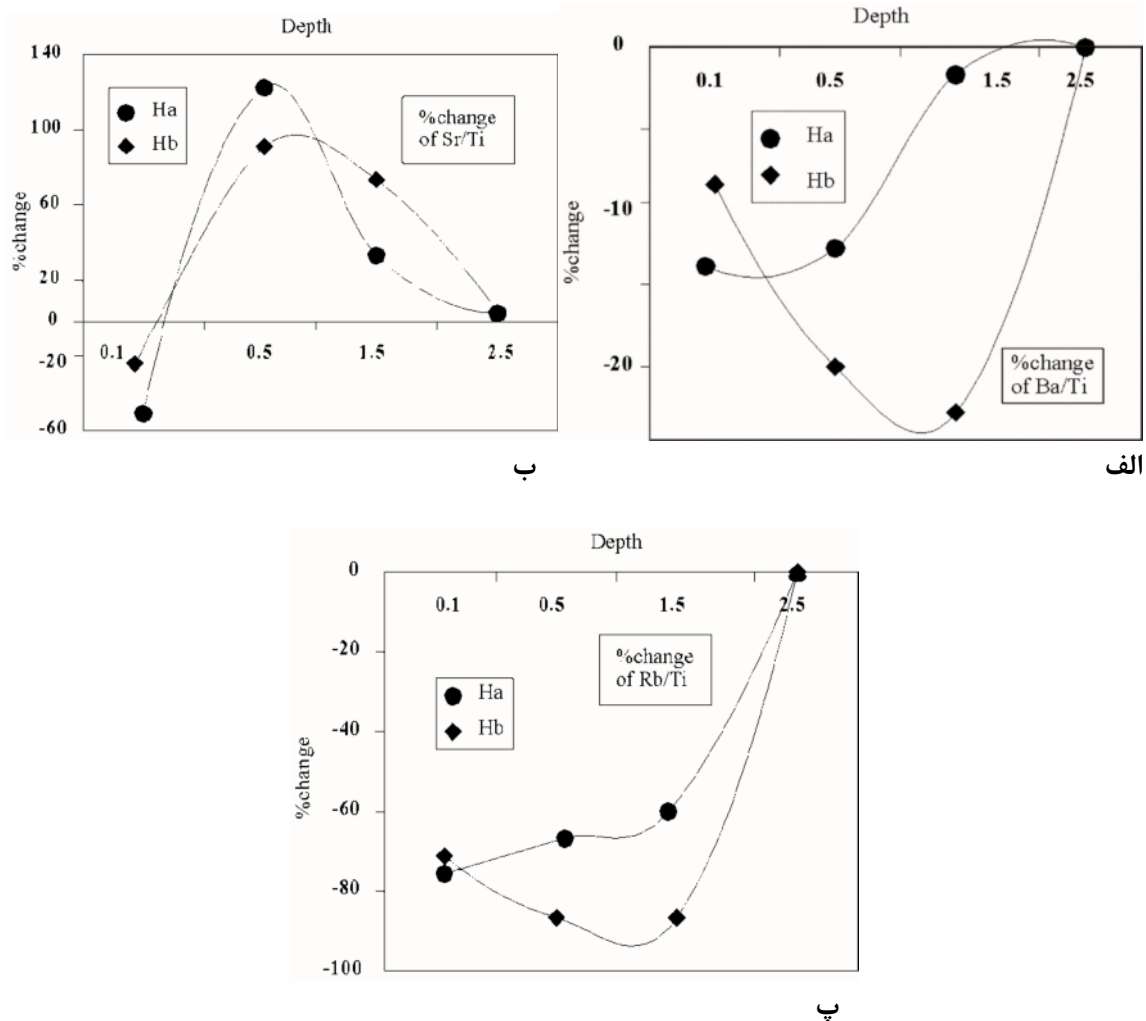 Depth
140
100
60
20
0
-20
-60
%change
Ha
Hb
%change
of Sr/Ti
0.1 0.5 1.5 2.5
ب
Depth
0
-10
-20
%change
0.1 0.5 1.5 2.5
Ha
Hb
%change
of Ba/Ti
الف
Depth
0
-20
-40
-60
-80
-100
%change
0.1 0.5 1.5 2.5
%change
of Rb/Ti
Ha
Hb
پ